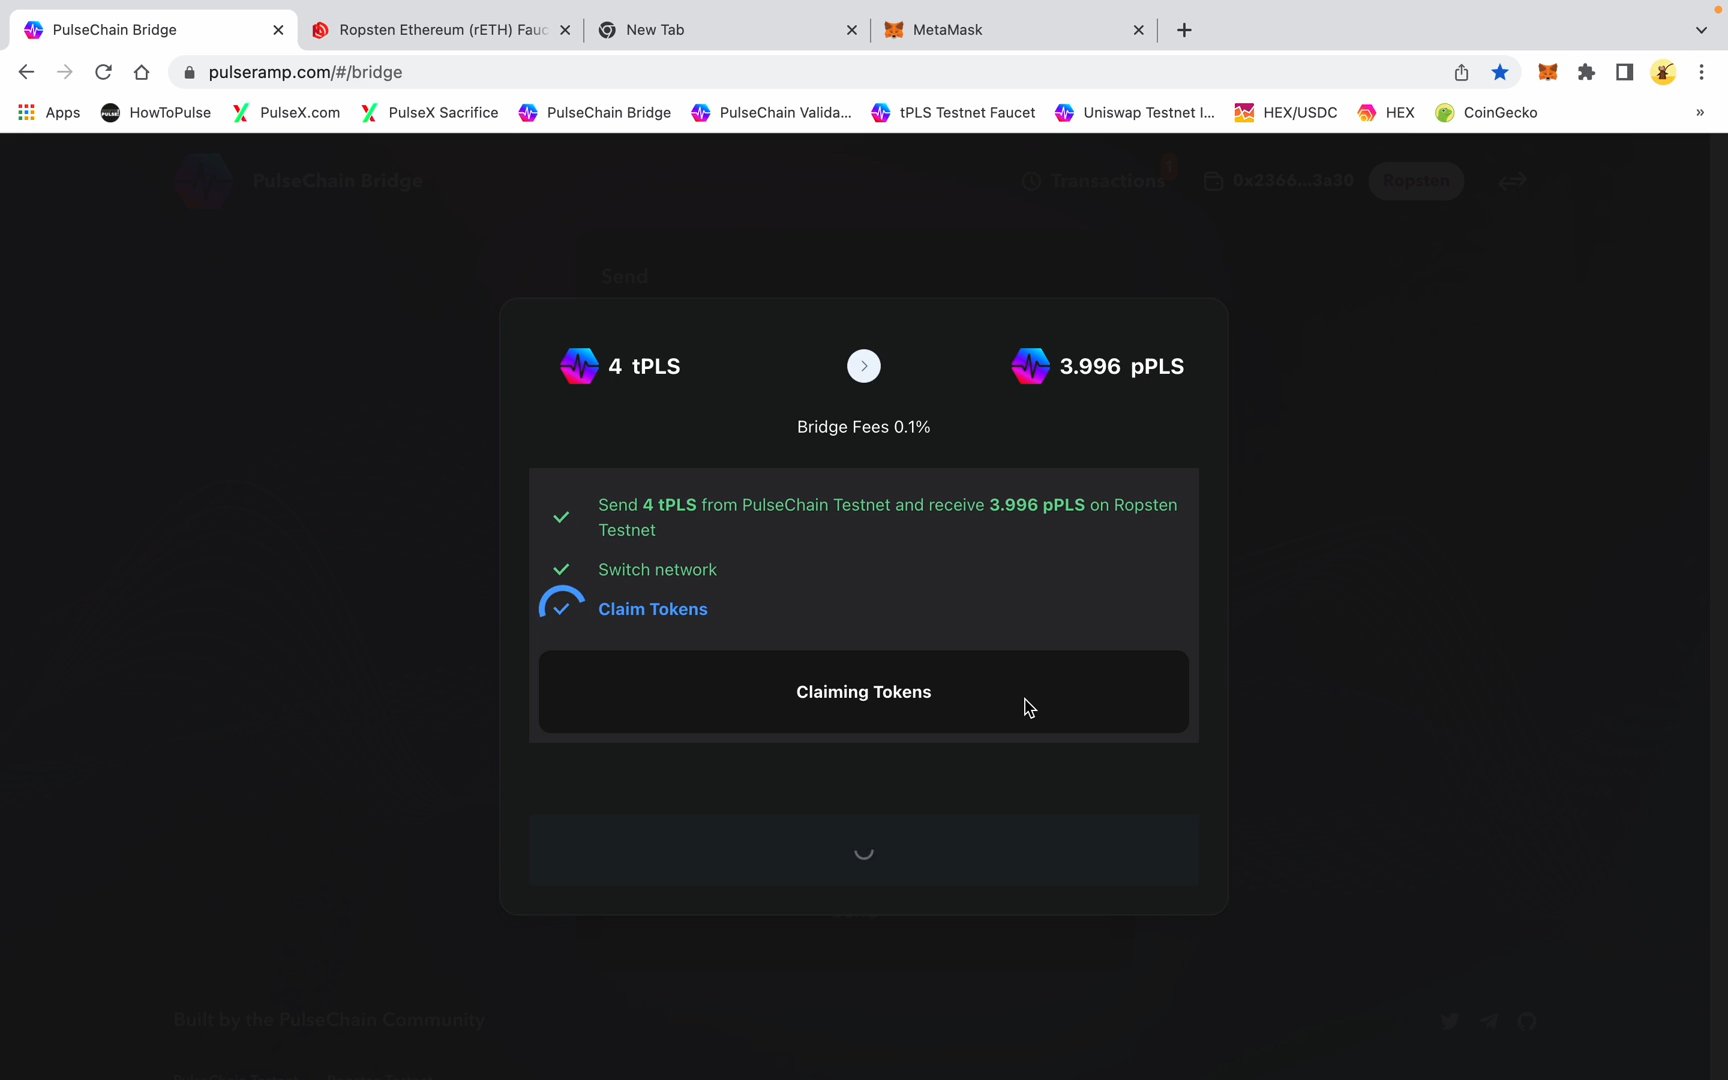 PulseChain Bridge
Ropsten Ethereum (rETH) Fauc
New Tab
MetaMask
pulseramp.com/#/bridge
Apps
HowToPulse
PulseX.com
PulseX Sacrifice
PulseChain Bridge
PulseChain Valida...
tPLS Testnet Faucet
Uniswap Testnet I...
HEX/USDC
HEX
CoinGecko
»
PulseChain Bridge
Transactions
1
0x2366...3a30
Ropsten
Send
4 tPLS
3.996 pPLS
Bridge Fees 0.1%
Send 4 tPLS from PulseChain Testnet and receive 3.996 pPLS on Ropsten
Testnet
Switch network
Claim Tokens
Claiming Tokens
Built by the PulseChain Community